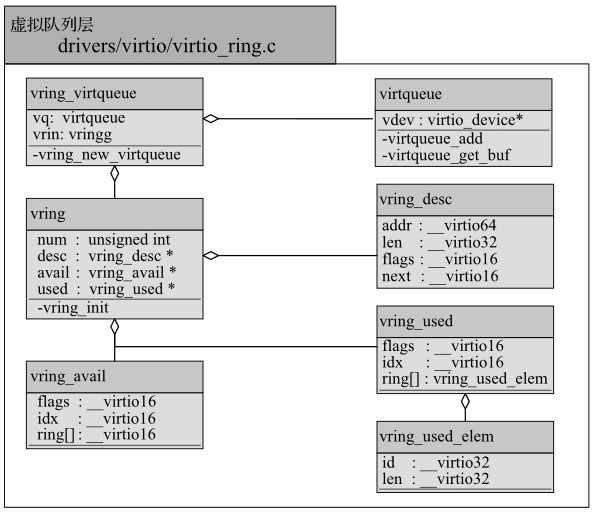 虚拟队列层
drivers/virtio/virtio_ring.c
vring_virtqueue
vq: virtqueue
vrin: vringg
-vring_new_virtqueue
virtqueue
vdev : virtio_device*
-virtqueue_add
-virtqueue_get_buf
vring
num : unsigned int
desc : vring_desc *
avail : vring_avail *
used : vring_used *
-vring_init
vring_desc
addr : __virtio64
len : __virtio32
flags : __virtio16
next : __virtio16
vring_used
flags : __virtio16
idx : __virtio16
ring[] : vring_used_elem
vring_avail
flags : __virtio16
idx : __virtio16
ring[] : __virtio16
vring_used_elem
id : __virtio32
len : __virtio32